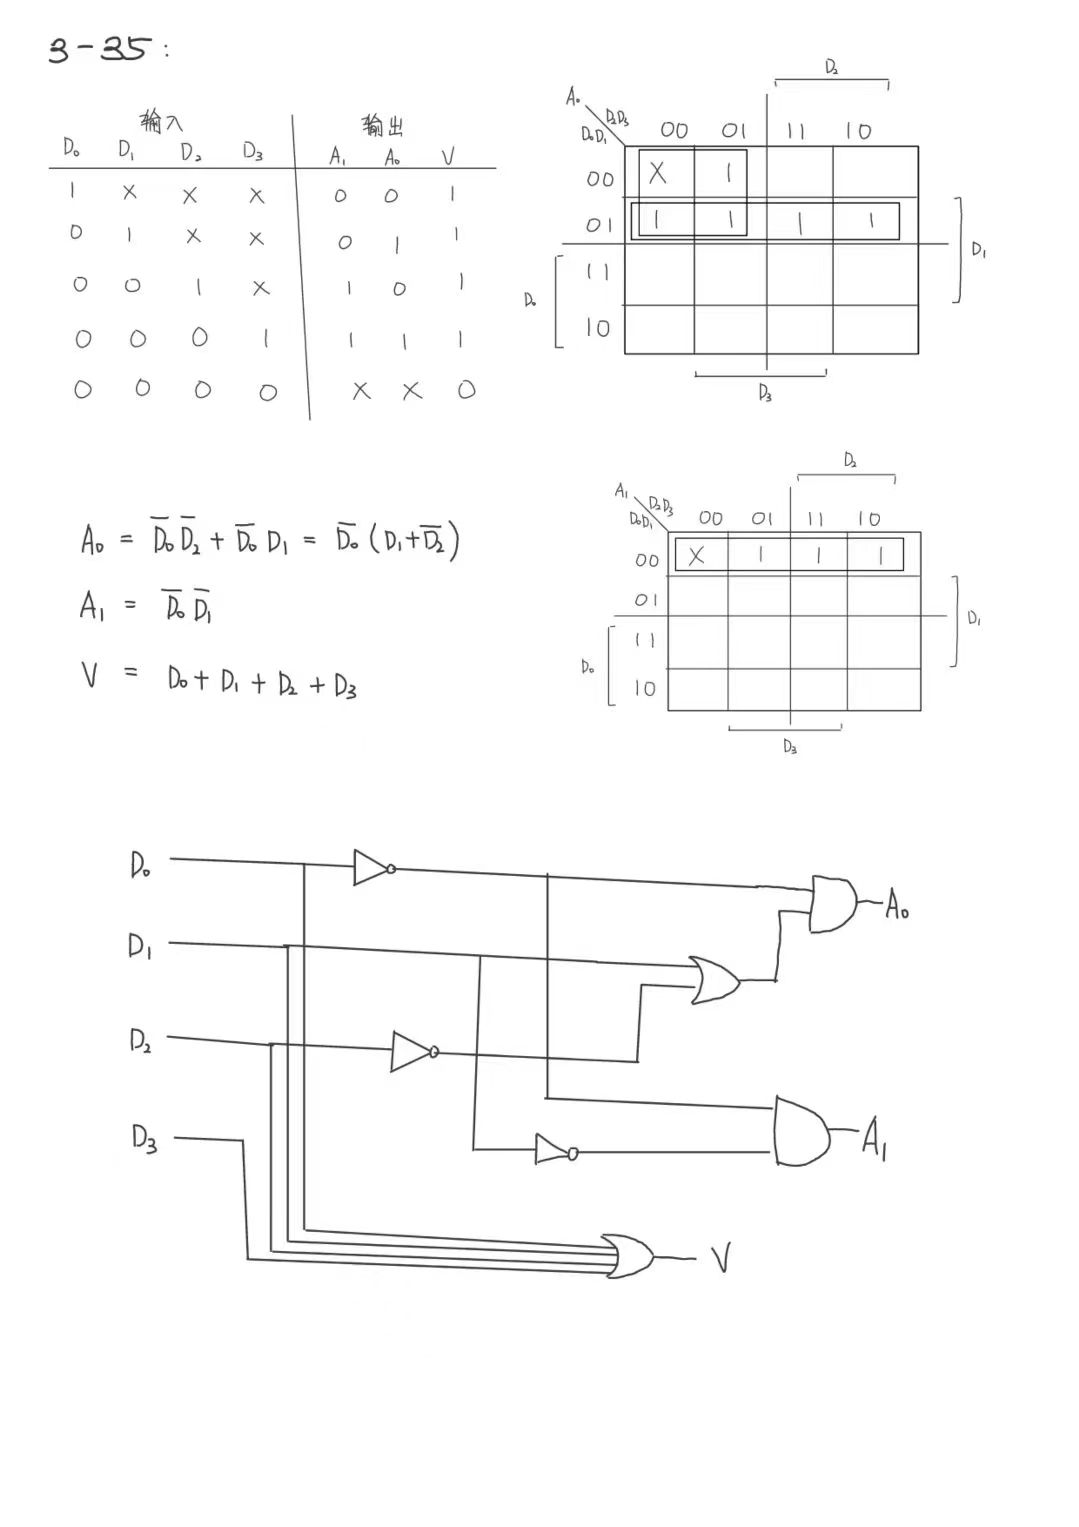 3-35:
输入 输出
D₀ D₁ D₂ D₃ A₁ A₀ V
1 × × × 0 0 1
0 1 × × 0 1 1
0 0 1 × 1 0 1
0 0 0 1 1 1 1
0 0 0 0 × × 0
D₂
A₀
D₂D₃
D₀D₁
00 01 11 10
00 X 1
01 1 1 1 1
11
10
D₁
D₀
D₃
D₂
A₁
D₂D₃
D₀D₁
00 01 11 10
00 X 1 1 1
01
11
10
D₁
D₀
D₃
A₀ = D̅₀D̅₂ + D̅₀D₁ = D̅₀(D₁+D̅₂)
A₁ = D̅₀D̅₁
V = D₀ + D₁ + D₂ + D₃
D₀
A₀
D₁
D₂
D₃
A₁
V